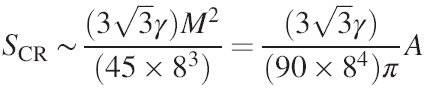 S_CR ∼ (3√3γ)M² / (45 × 8³) = (3√3γ) / (90 × 8⁴)π A